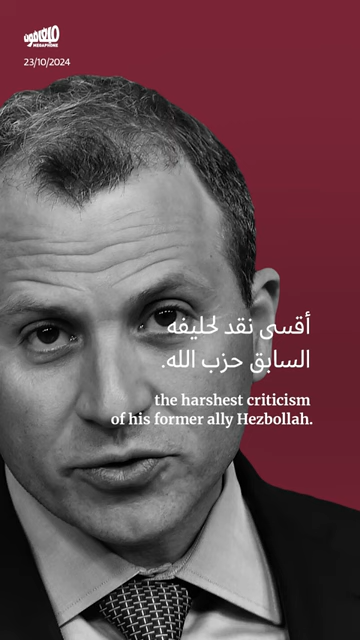 ميغافون
MEGAPHONE
23/10/2024
أقسى نقد لحليفه
السابق حزب الله.
the harshest criticism
of his former ally Hezbollah.